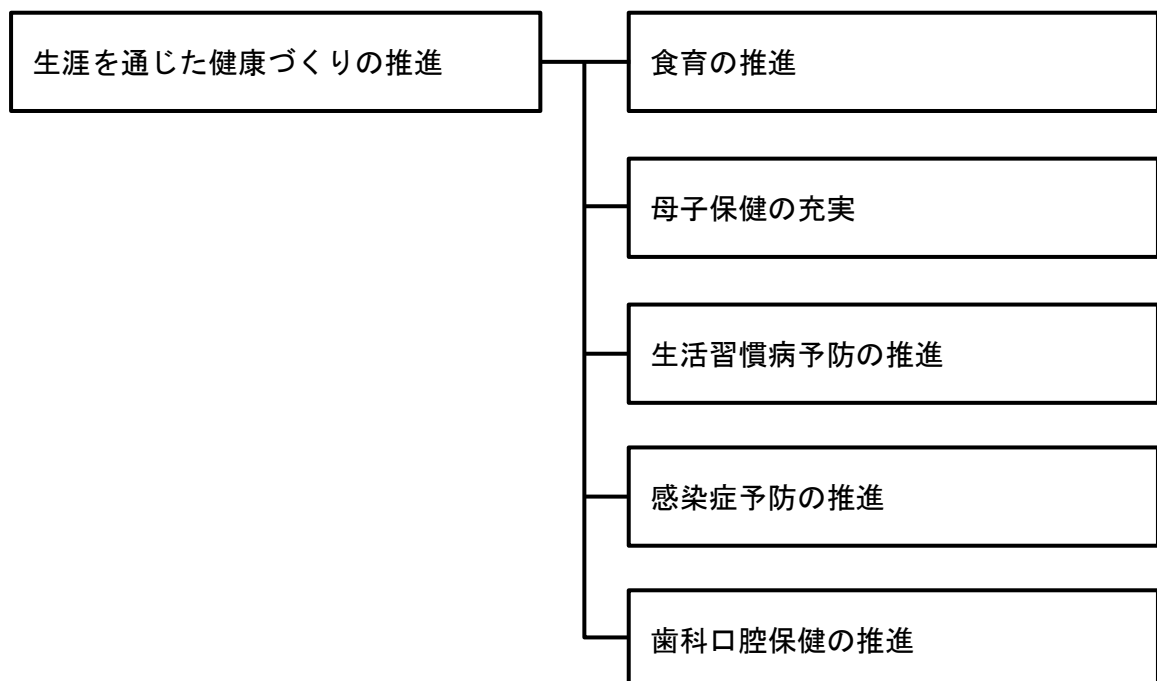 生涯を通じた健康づくりの推進
食育の推進
母子保健の充実
生活習慣病予防の推進
感染症予防の推進
歯科口腔保健の推進